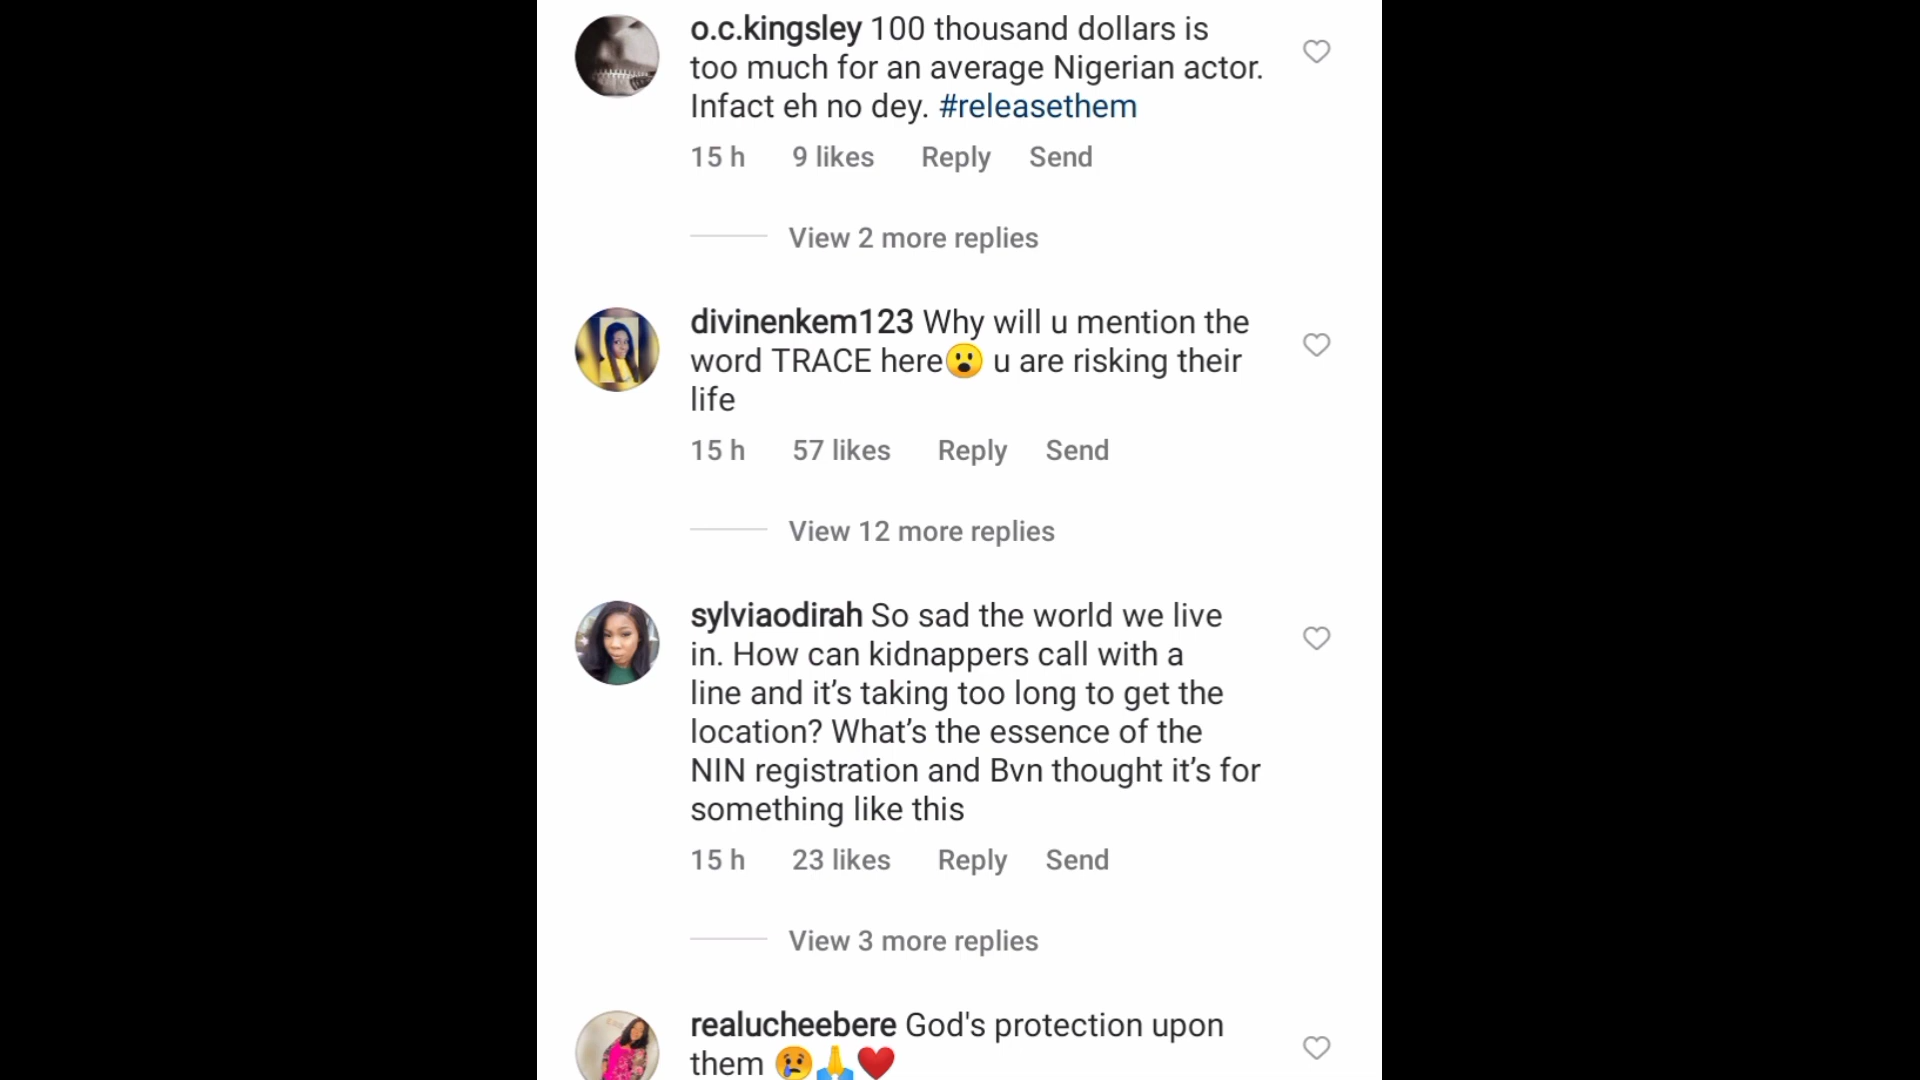 o.c.kingsley 100 thousand dollars is
too much for an average Nigerian actor.
Infact eh no dey. #releasethem
15 h 9 likes Reply Send
View 2 more replies
divinenkem123 Why will u mention the
word TRACE here😮 u are risking their
life
15 h 57 likes Reply Send
View 12 more replies
sylviaodirah So sad the world we live
in. How can kidnappers call with a
line and it’s taking too long to get the
location? What’s the essence of the
NIN registration and Bvn thought it’s for
something like this
15 h 23 likes Reply Send
View 3 more replies
realucheebere God's protection upon
them 😢🙏❤️